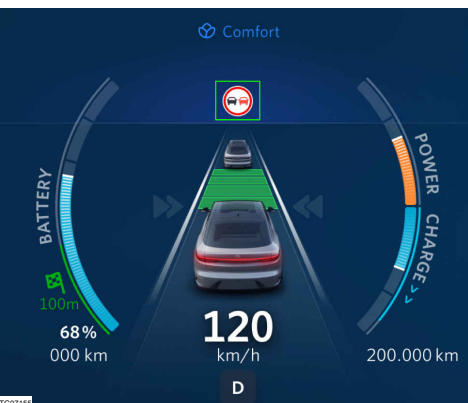 Comfort
BATTERY
POWER
CHARGE
100m
68%
000 km
120
km/h
200.000 km
D